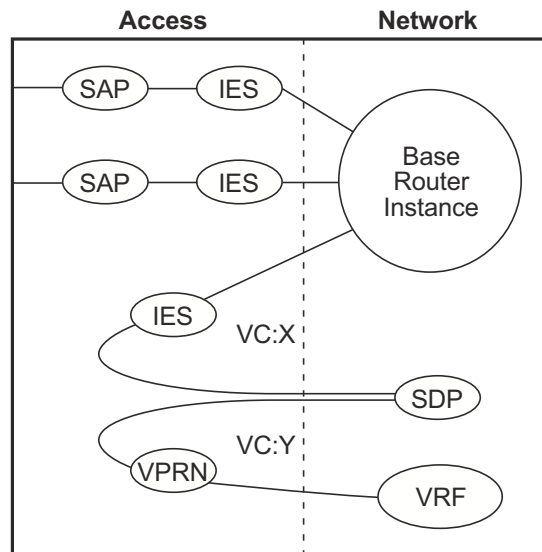 Access
Network
SAP
IES
SAP
IES
Base
Router
Instance
IES
VC:X
SDP
VC:Y
VPRN
VRF